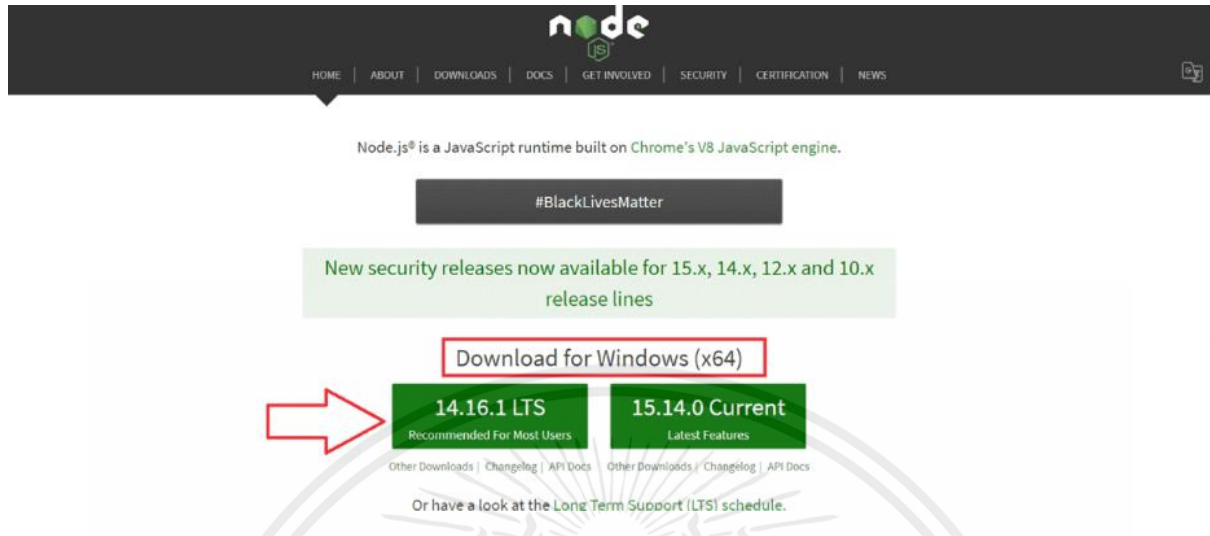 node
JS
HOME | ABOUT | DOWNLOADS | DOCS | GET INVOLVED | SECURITY | CERTIFICATION | NEWS
Node.js® is a JavaScript runtime built on Chrome's V8 JavaScript engine.
#BlackLivesMatter
New security releases now available for 15.x, 14.x, 12.x and 10.x
release lines
Download for Windows (x64)
14.16.1 LTS
Recommended For Most Users
15.14.0 Current
Latest Features
Other Downloads | Changelog | API Docs
Other Downloads | Changelog | API Docs
Or have a look at the Long Term Support (LTS) schedule.